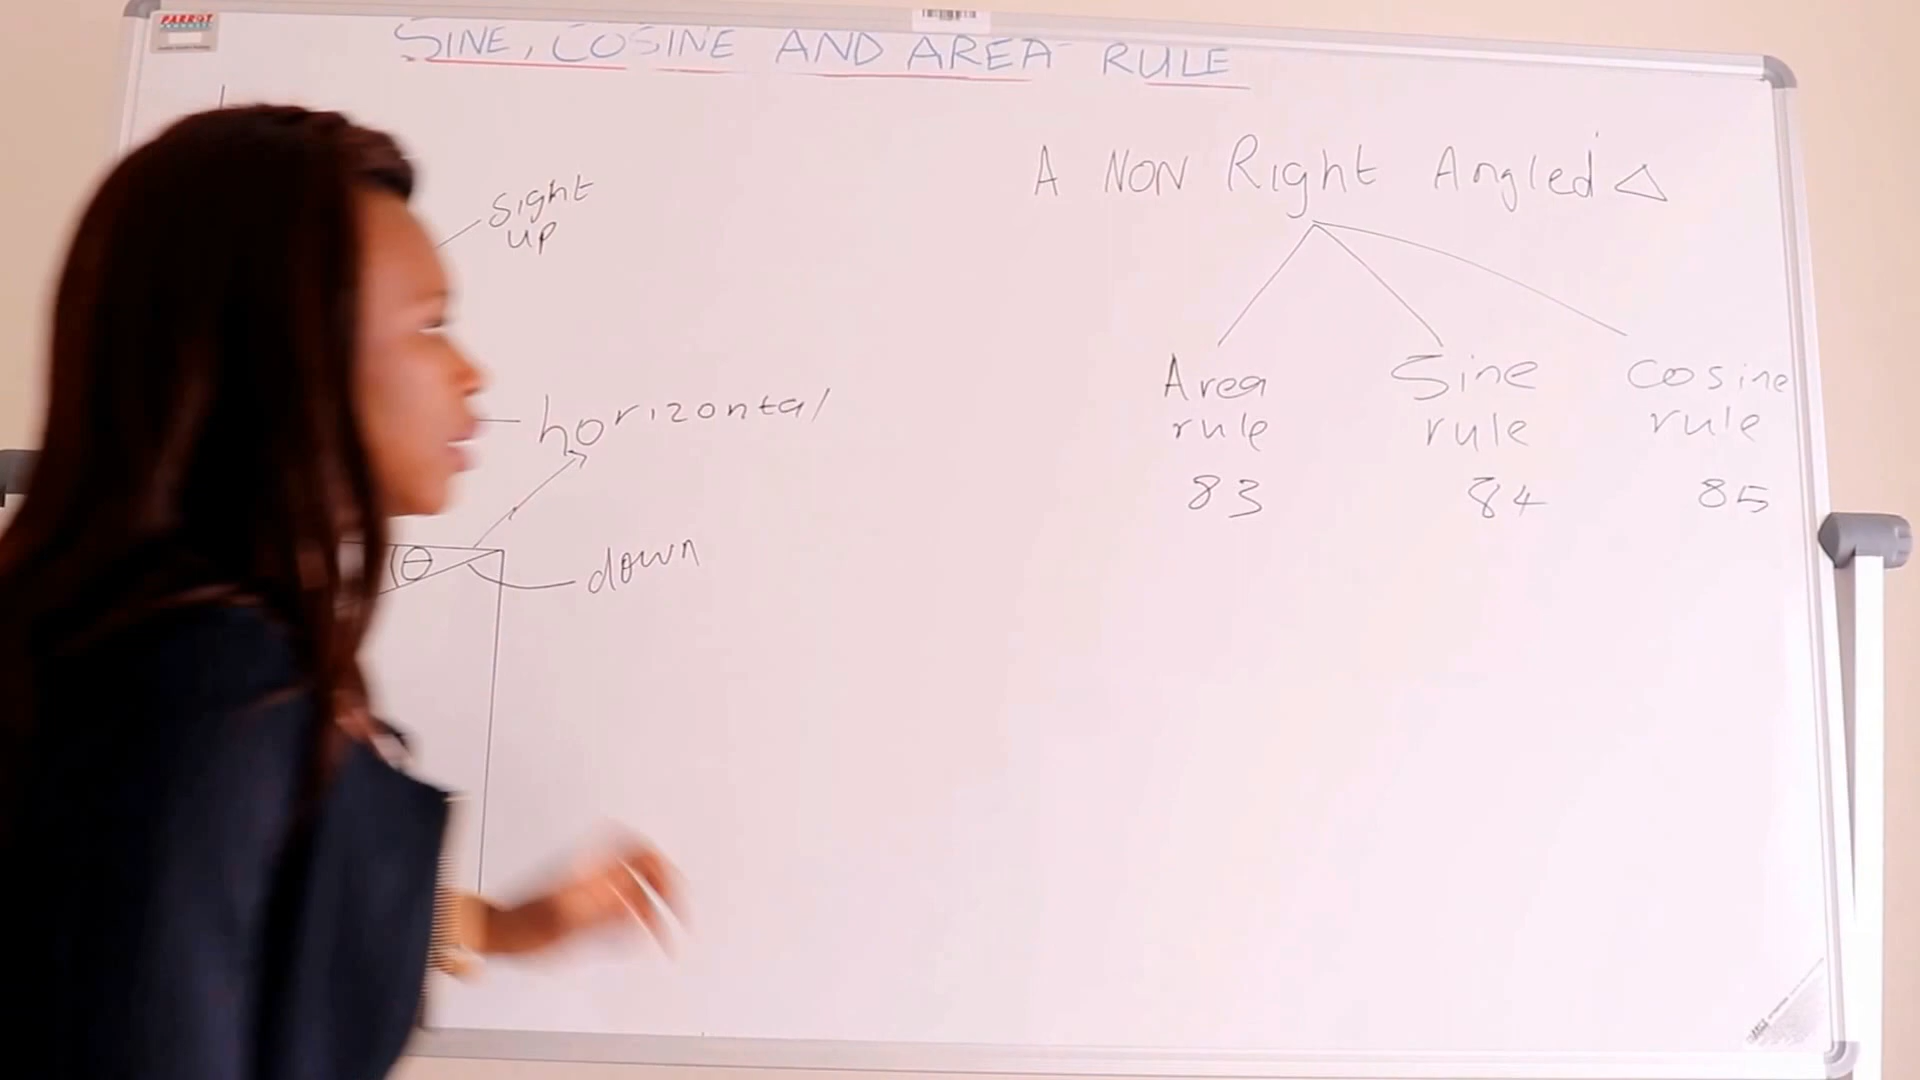 PARROT
SINE, COSINE AND AREA RULE
A NON Right Angled △
sight
up
horizontal
θ
down
Area
rule
83
Sine
rule
84
Cosine
rule
85